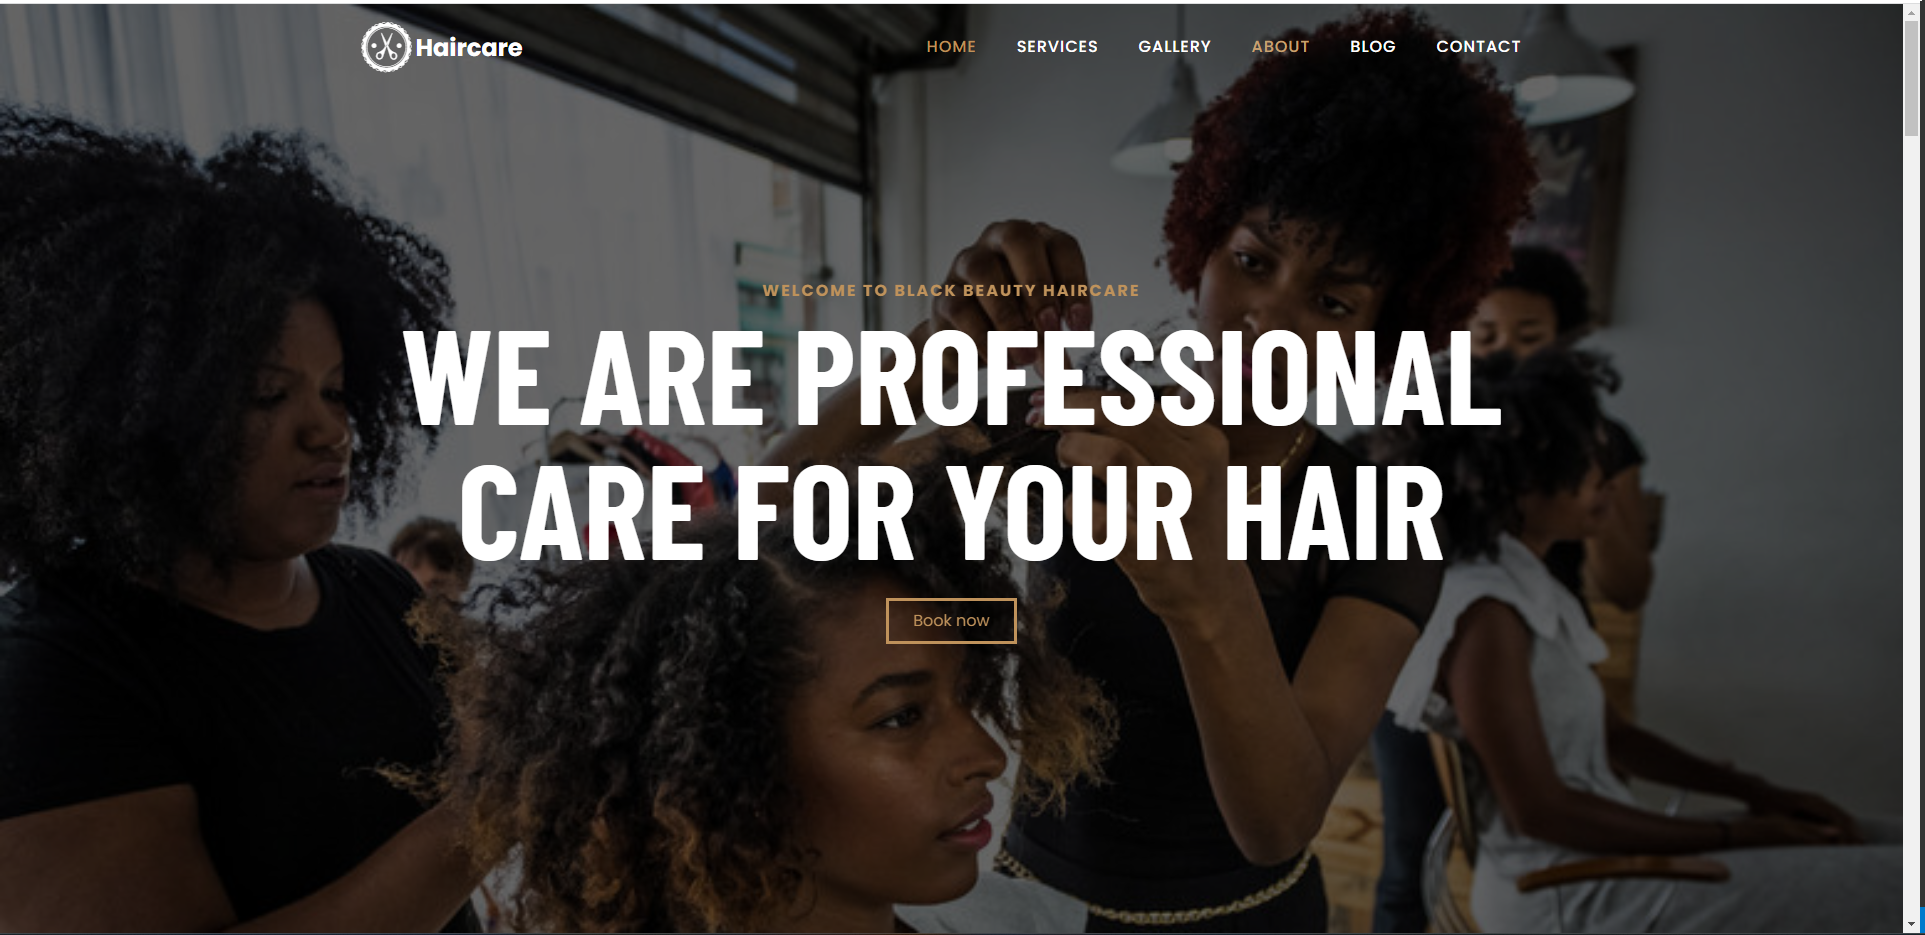 Haircare
HOME SERVICES GALLERY ABOUT BLOG CONTACT
WELCOME TO BLACK BEAUTY HAIRCARE
WE ARE PROFESSIONAL
CARE FOR YOUR HAIR
Book now